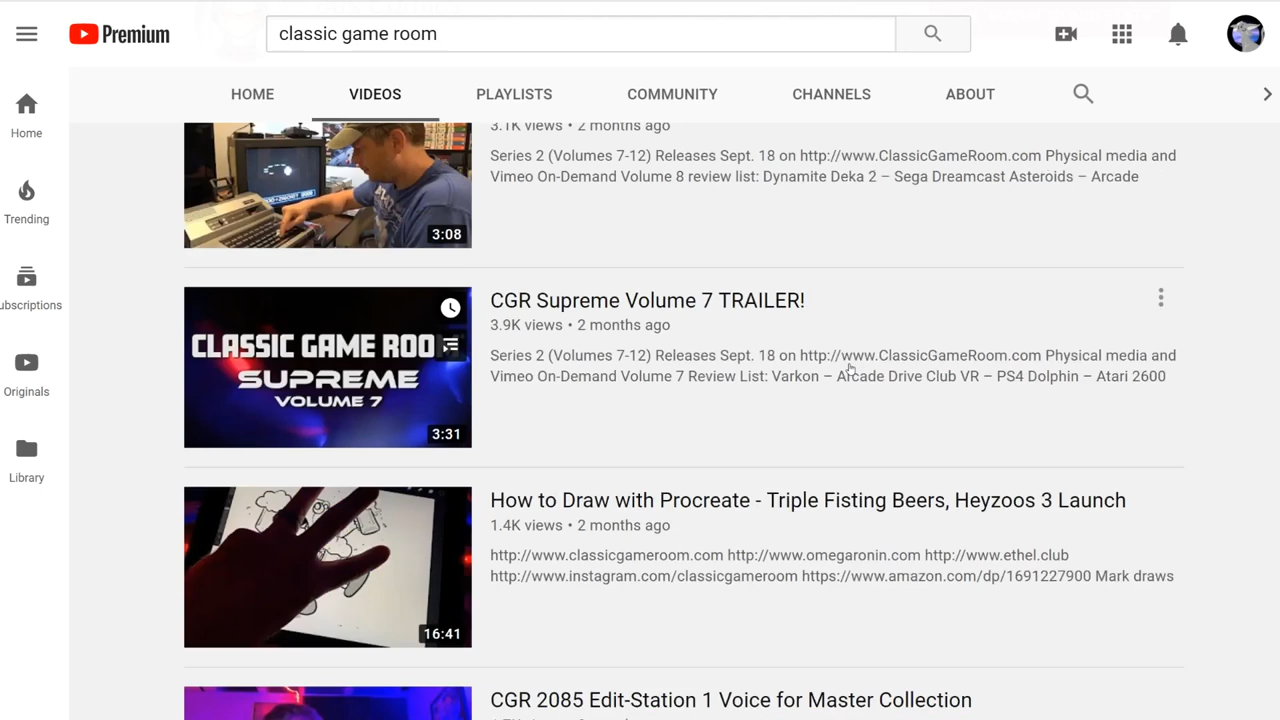 Premium
classic game room
HOME
VIDEOS
PLAYLISTS
COMMUNITY
CHANNELS
ABOUT
Home
Trending
ubscriptions
Originals
Library
3.1K views • 2 months ago
Series 2 (Volumes 7-12) Releases Sept. 18 on http://www.ClassicGameRoom.com Physical media and
Vimeo On-Demand Volume 8 review list: Dynamite Deka 2 – Sega Dreamcast Asteroids – Arcade
3:08
CLASSIC GAME ROO
SUPREME
VOLUME 7
3:31
CGR Supreme Volume 7 TRAILER!
3.9K views • 2 months ago
Series 2 (Volumes 7-12) Releases Sept. 18 on http://www.ClassicGameRoom.com Physical media and
Vimeo On-Demand Volume 7 Review List: Varkon – Arcade Drive Club VR – PS4 Dolphin – Atari 2600
16:41
How to Draw with Procreate - Triple Fisting Beers, Heyzoos 3 Launch
1.4K views • 2 months ago
http://www.classicgameroom.com http://www.omegaronin.com http://www.ethel.club
http://www.instagram.com/classicgameroom https://www.amazon.com/dp/1691227900 Mark draws
CGR 2085 Edit-Station 1 Voice for Master Collection